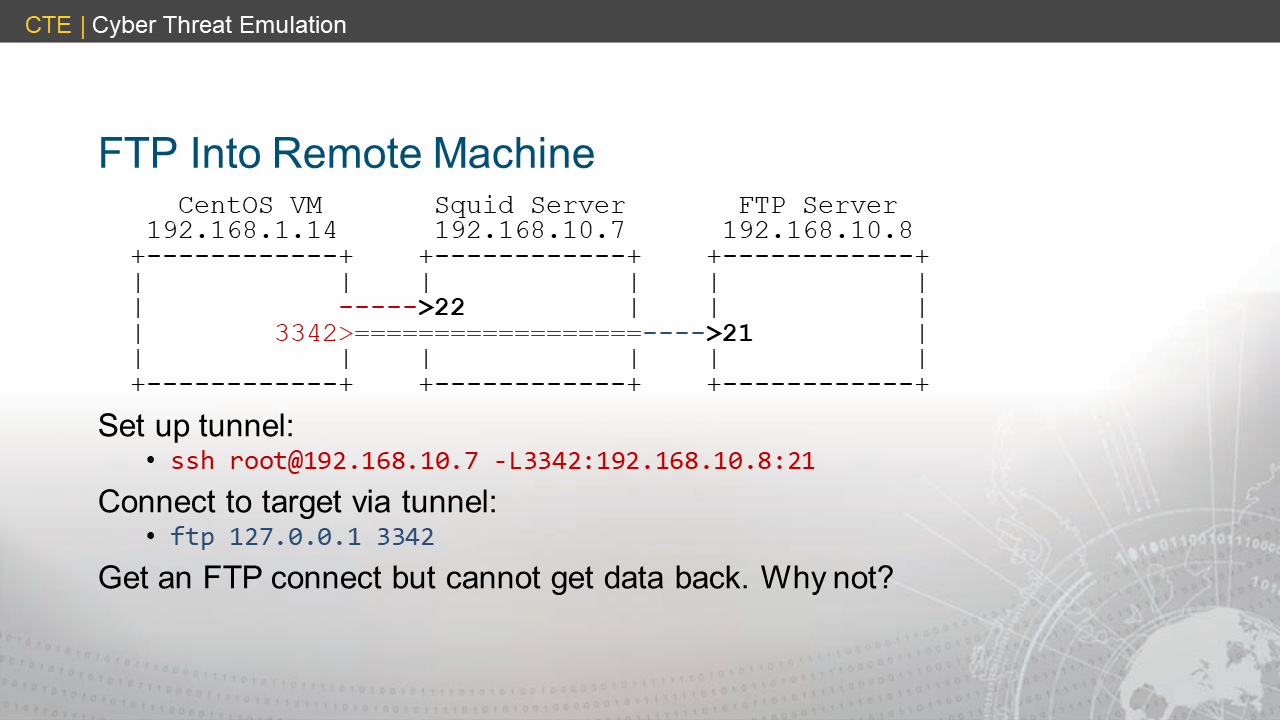 CTE | Cyber Threat Emulation
FTP Into Remote Machine
CentOS VM Squid Server FTP Server
192.168.1.14 192.168.10.7 192.168.10.8
+------------+ +------------+ +------------+
| | | | | |
| ----->22 | | |
| 3342>==================---->21 |
| | | | | |
+------------+ +------------+ +------------+
Set up tunnel:
• ssh root@192.168.10.7 -L3342:192.168.10.8:21
Connect to target via tunnel:
• ftp 127.0.0.1 3342
Get an FTP connect but cannot get data back. Why not?